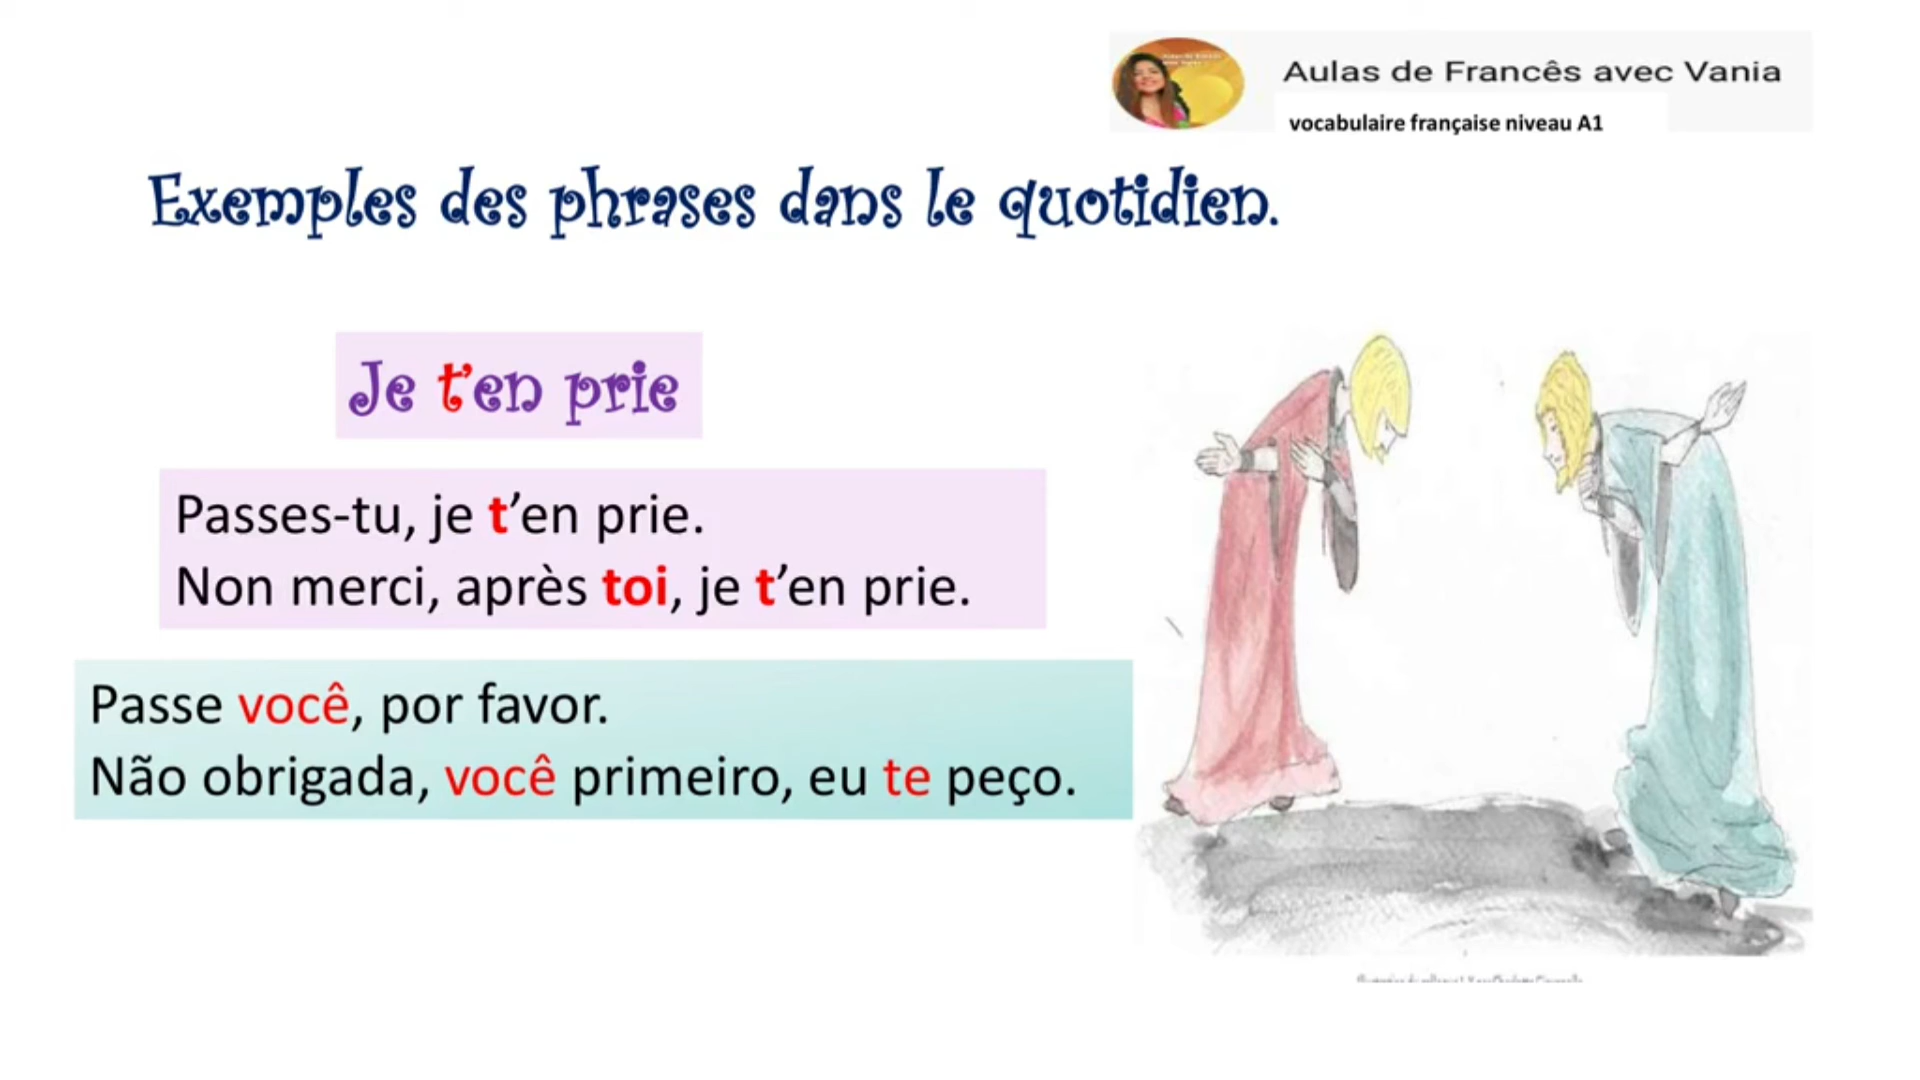 Aulas de Francês avec Vania
vocabulaire française niveau A1
Exemples des phrases dans le quotidien.
Je t'en prie
Passes-tu, je t'en prie.
Non merci, après toi, je t'en prie.
Passe você, por favor.
Não obrigada, você primeiro, eu te peço.